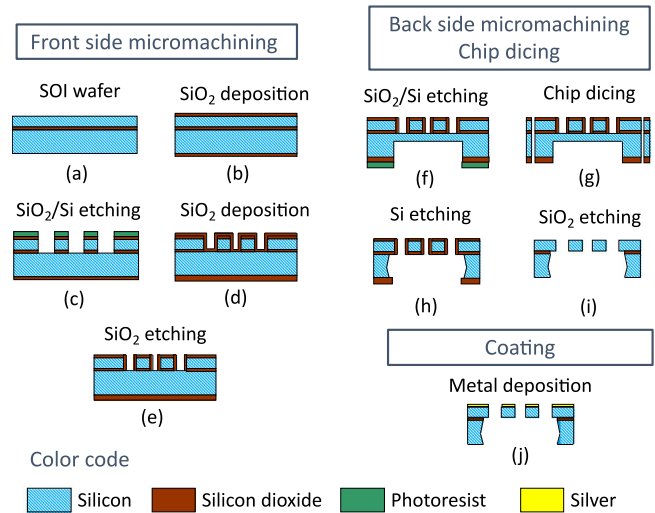 Front side micromachining
SOI wafer
(a)
SiO₂ deposition
(b)
SiO₂/Si etching
(c)
SiO₂ deposition
(d)
SiO₂ etching
(e)
Back side micromachining
Chip dicing
SiO₂/Si etching
(f)
Chip dicing
(g)
Si etching
(h)
SiO₂ etching
(i)
Coating
Metal deposition
(j)
Color code
Silicon
Silicon dioxide
Photoresist
Silver